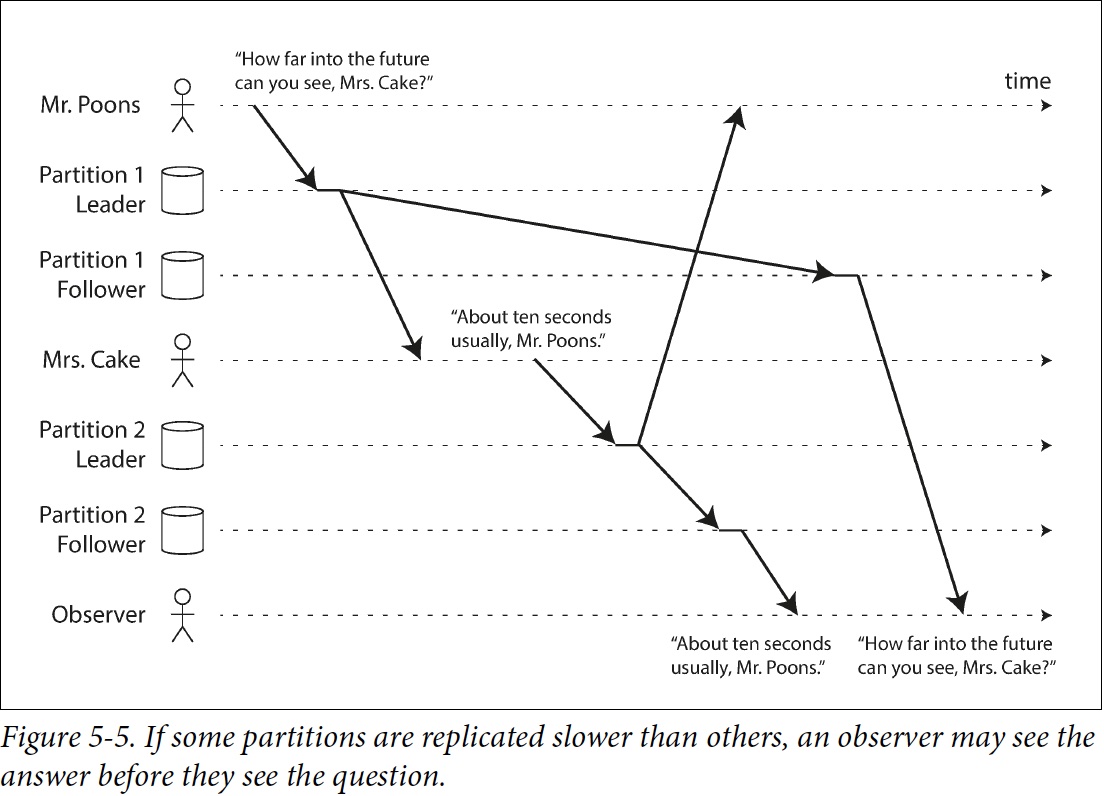 “How far into the future
can you see, Mrs. Cake?”
time
Mr. Poons
Partition 1
Leader
Partition 1
Follower
“About ten seconds
usually, Mr. Poons.”
Mrs. Cake
Partition 2
Leader
Partition 2
Follower
Observer
“About ten seconds
usually, Mr. Poons.”
“How far into the future
can you see, Mrs. Cake?”
Figure 5-5. If some partitions are replicated slower than others, an observer may see the
answer before they see the question.